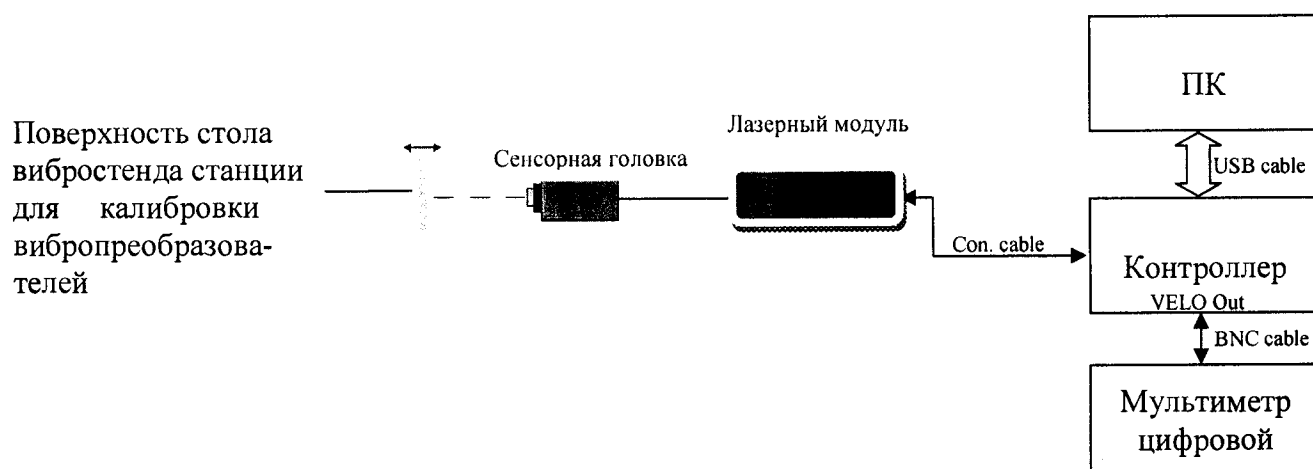 Поверхность стола
вибростенда станции
для калибровки
вибропреобразова-
телей
Сенсорная головка
Лазерный модуль
ПК
USB cable
Con. cable
Контроллер
VELO Out
BNC cable
Мультиметр
цифровой